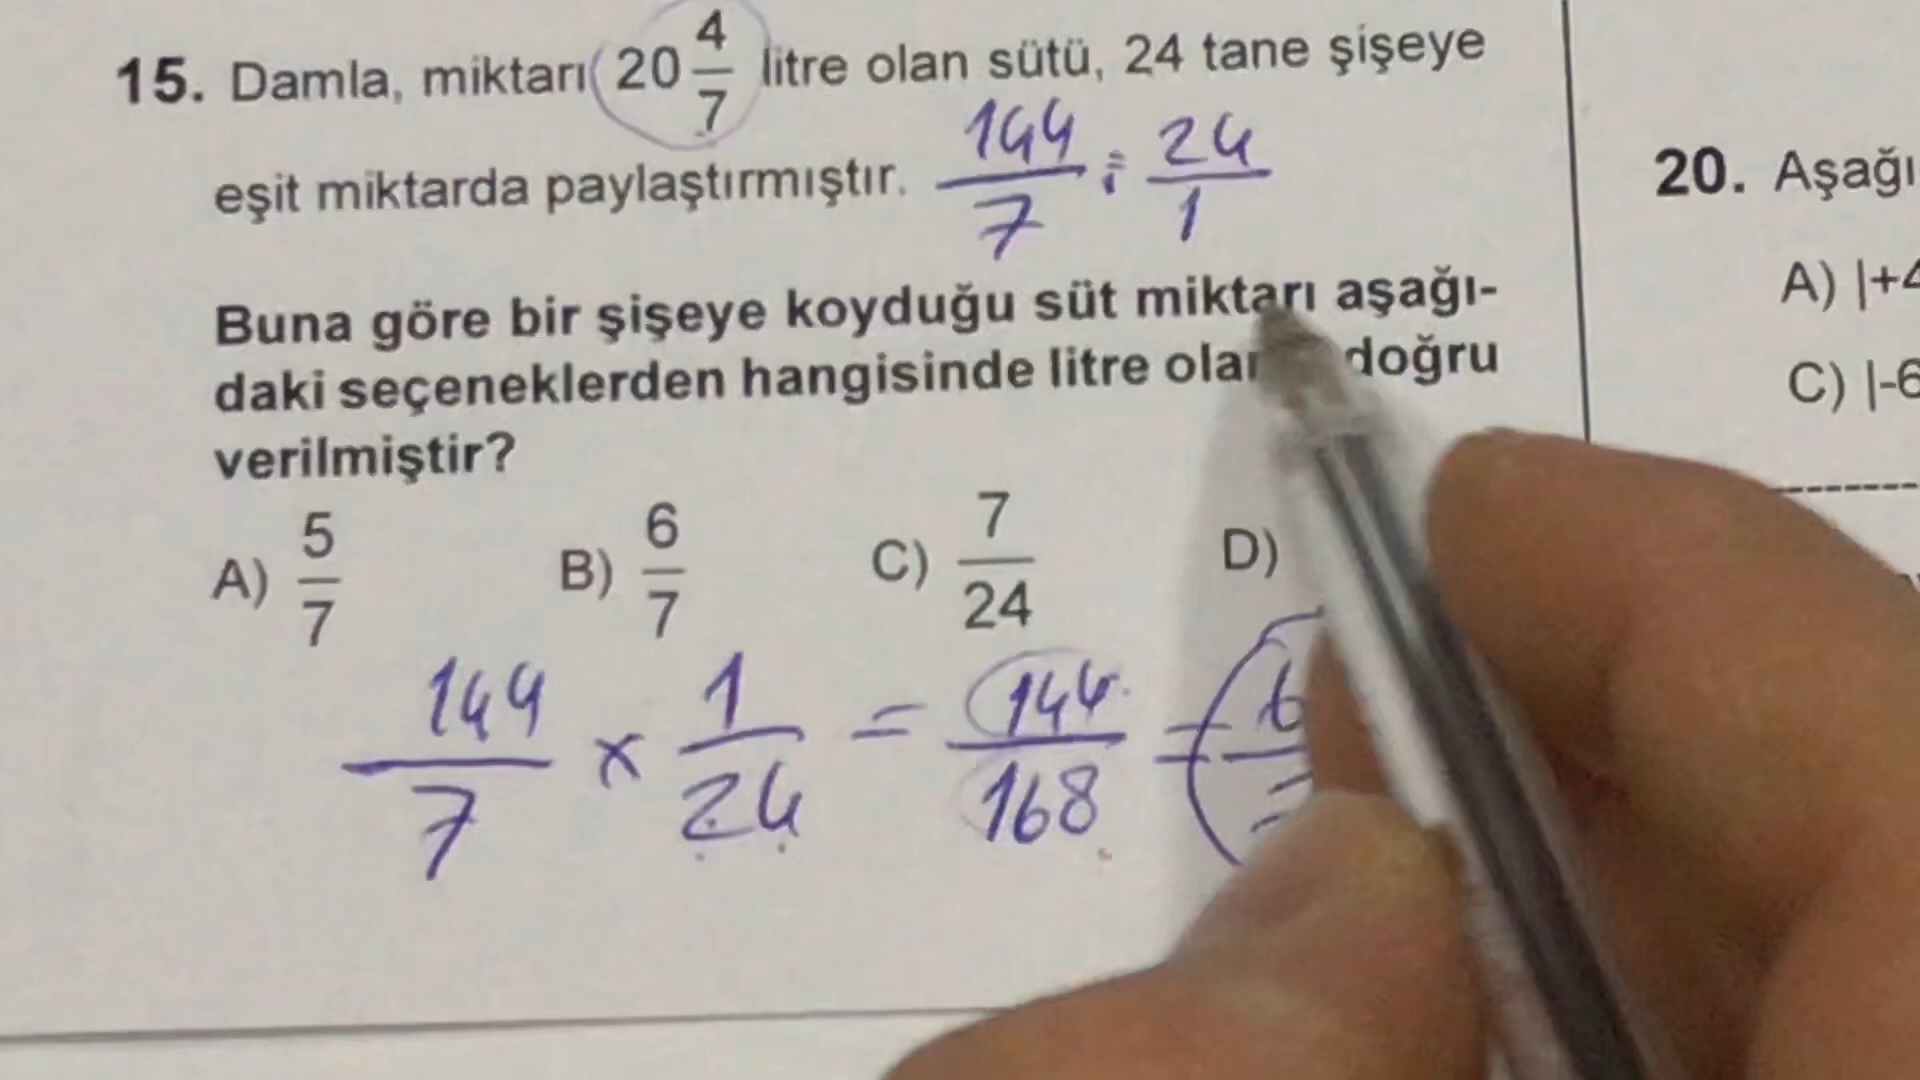 15. Damla, miktarı 20 4/7 litre olan sütü, 24 tane şişeye
eşit miktarda paylaştırmıştır. 144/7 : 24/1
Buna göre bir şişeye koyduğu süt miktarı aşağı-
daki seçeneklerden hangisinde litre doğru
verilmiştir?
A) 5/7 B) 6/7 C) 7/24 D)
144/7 x 1/24 = 144/168 = 6
20. Aşağı
A) |+4
C) |-6